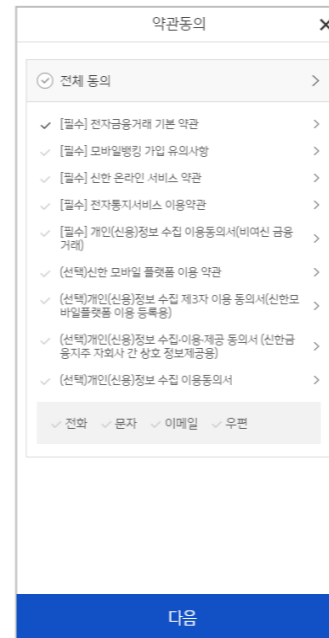 약관동의
전체 동의
[필수] 전자금융거래 기본 약관
[필수] 모바일뱅킹 가입 유의사항
[필수] 신한 온라인 서비스 약관
[필수] 전자통지서비스 이용약관
[필수] 개인(신용)정보 수집 이용동의서(비여신 금융
거래)
(선택)신한 모바일 플랫폼 이용 약관
(선택)개인(신용)정보 수집 제3자 이용 동의서(신한모
바일플랫폼 이용 등록용)
(선택)개인(신용)정보 수집·이용·제공 동의서 (신한금
융지주 자회사 간 상호 정보제공용)
(선택)개인(신용)정보 수집 이용동의서
전화 문자 이메일 우편
다음